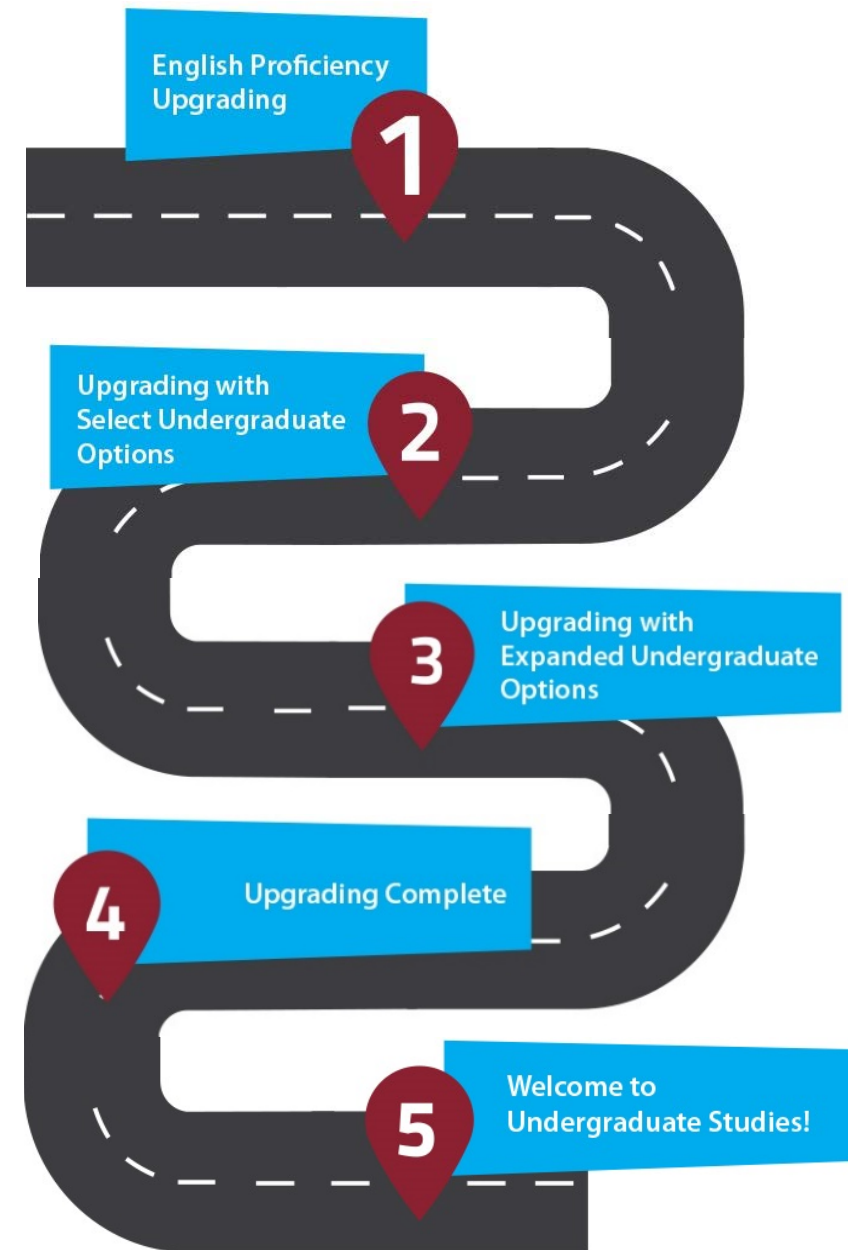 English Proficiency
Upgrading
1
Upgrading with
Select Undergraduate
Options
2
3
Upgrading with
Expanded Undergraduate
Options
4
Upgrading Complete
5
Welcome to
Undergraduate Studies!